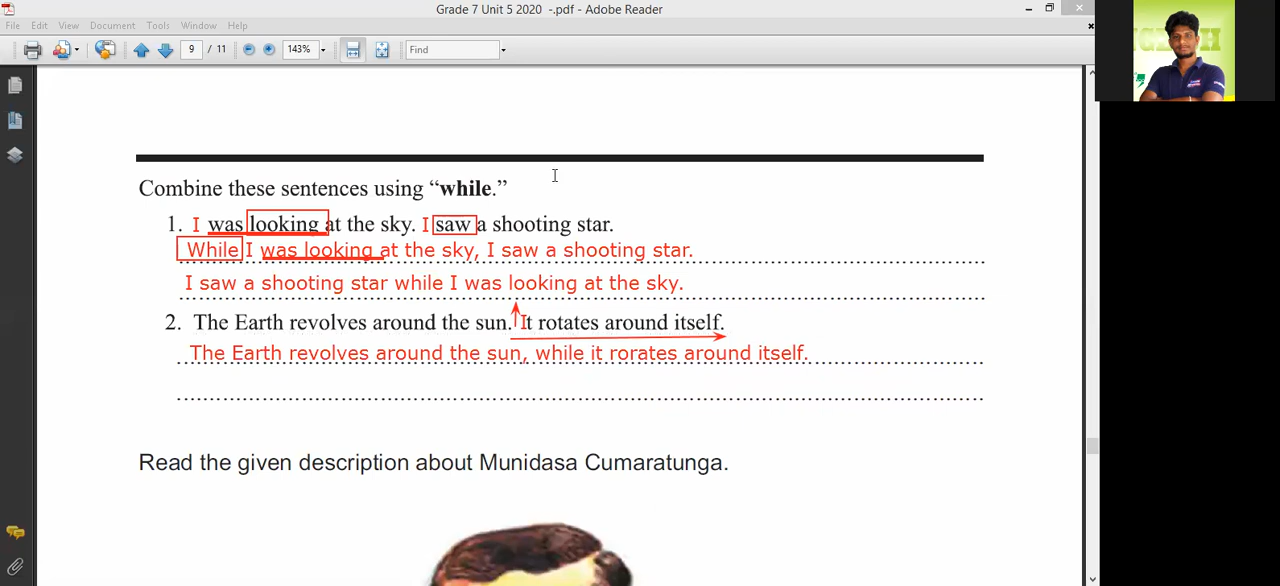 Grade 7 Unit 5 2020 -.pdf - Adobe Reader
File Edit View Document Tools Window Help
9 / 11 143% Find
Combine these sentences using “while.”
1. I was looking at the sky. I saw a shooting star.
While I was looking at the sky, I saw a shooting star.
I saw a shooting star while I was looking at the sky.
2. The Earth revolves around the sun. It rotates around itself.
The Earth revolves around the sun, while it rorates around itself.
Read the given description about Munidasa Cumaratunga.